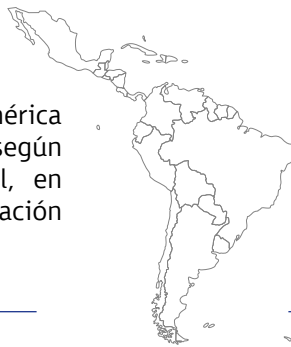 mérica
según
l, en
ación